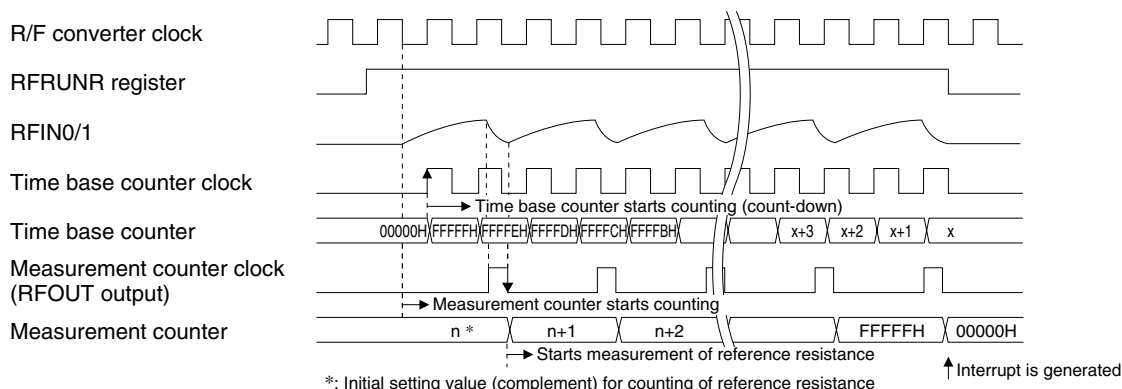 R/F converter clock
RFRUNR register
RFIN0/1
Time base counter clock
Time base counter starts counting (count-down)
Time base counter
00000H FFFFFH FFFFEH FFFFDH FFFFCH FFFFBH x+3 x+2 x+1 x
Measurement counter clock
(RFOUT output)
Measurement counter starts counting
Measurement counter
n * n+1 n+2 FFFFFH 00000H
Starts measurement of reference resistance
Interrupt is generated
*: Initial setting value (complement) for counting of reference resistance